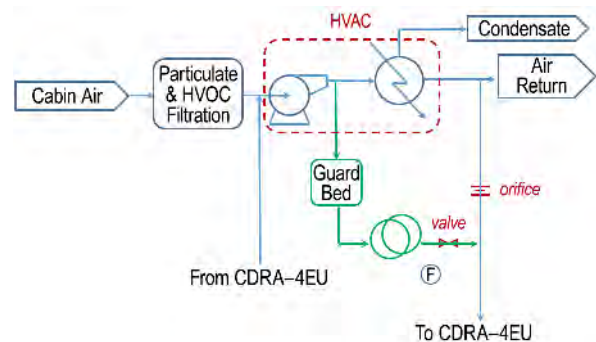 HVAC
Condensate
Cabin Air
Particulate
& HVOC
Filtration
Air
Return
Guard
Bed
orifice
valve
F
From CDRA–4EU
To CDRA–4EU